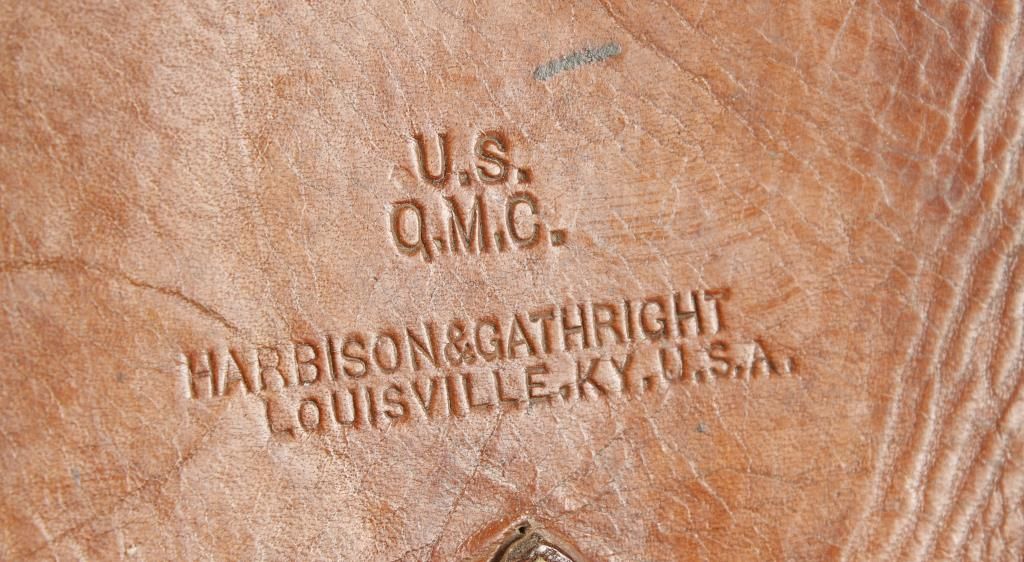 U.S.
Q.M.C.
HARBISON&GATHRIGHT
LOUISVILLE.KY.U.S.A.